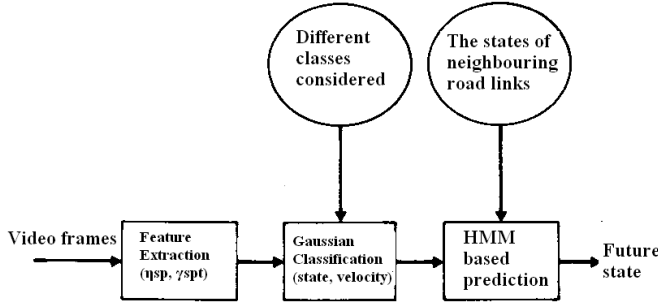 Different
classes
considered
The states of
neighbouring
road links
Video frames
Feature
Extraction
(ηsp, γspt)
Gaussian
Classification
(state, velocity)
HMM
based
prediction
Future
state